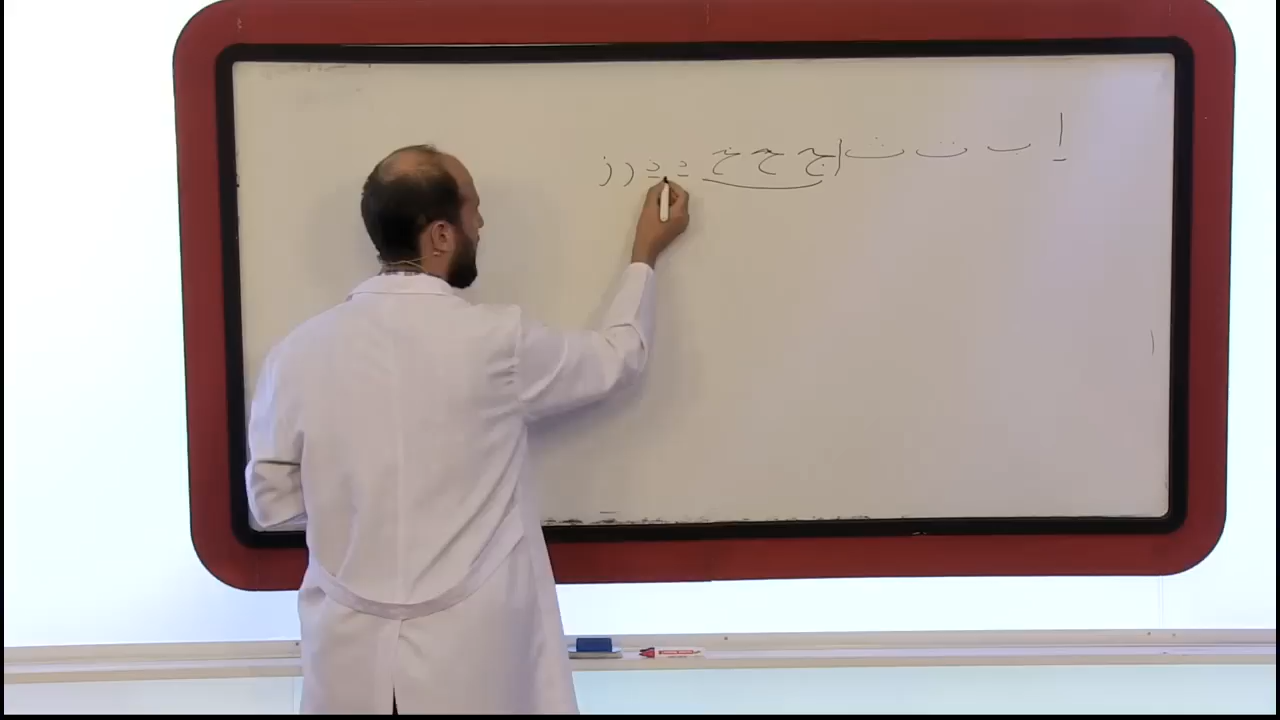 ا ب ت ث ج ح خ د ذ ر ز